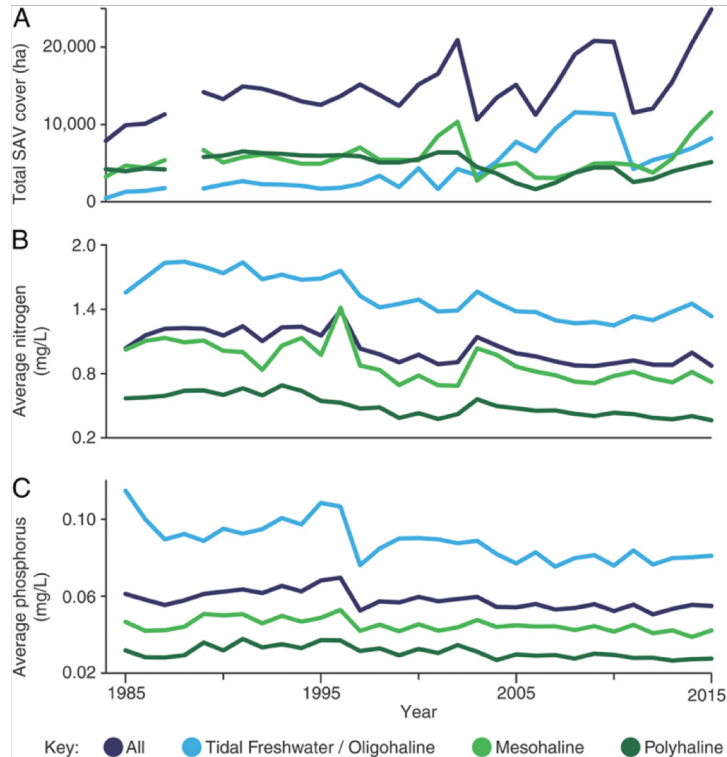 A
Total SAV cover (ha)
20,000
10,000
0
B
Average nitrogen
(mg/L)
2.0
1.4
0.8
0.2
C
Average phosphorus
(mg/L)
0.10
0.06
0.02
1985 1995 2005 2015
Year
Key: All Tidal Freshwater / Oligohaline Mesohaline Polyhaline